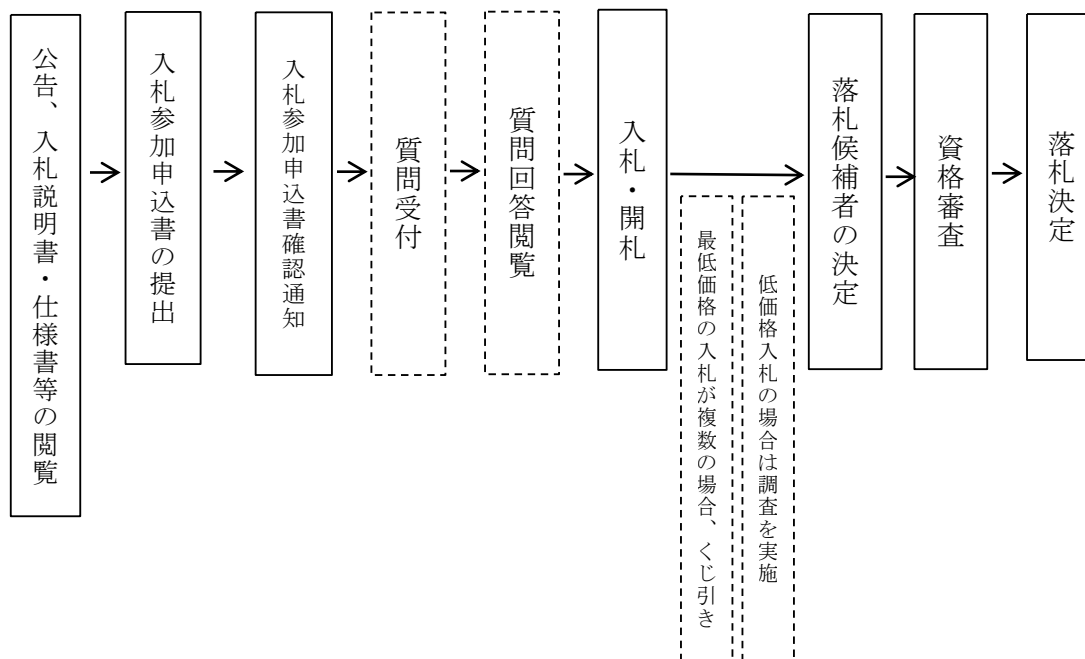 公告、入札説明書・仕様書等の閲覧
入札参加申込書の提出
入札参加申込書確認通知
質問受付
質問回答閲覧
入札・開札
最低価格の入札が複数の場合、くじ引き
低価格入札の場合は調査を実施
落札候補者の決定
資格審査
落札決定